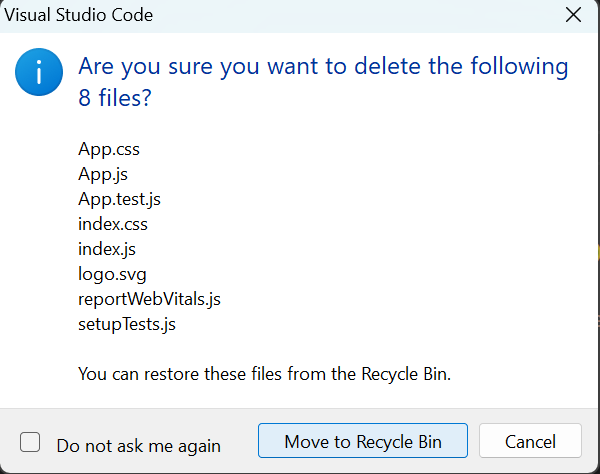 Visual Studio Code
Are you sure you want to delete the following
8 files?
App.css
App.js
App.test.js
index.css
index.js
logo.svg
reportWebVitals.js
setupTests.js
You can restore these files from the Recycle Bin.
Do not ask me again
Move to Recycle Bin
Cancel